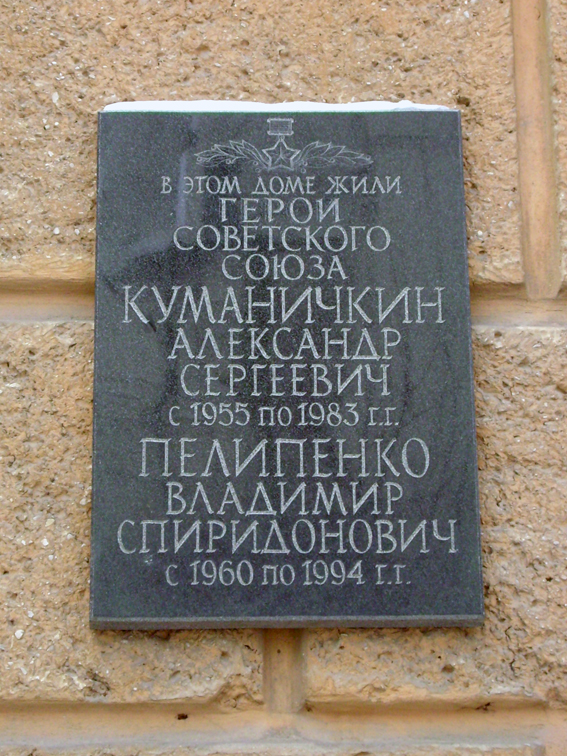 В ЭТОМ ДОМЕ ЖИЛИ
ГЕРОИ
СОВЕТСКОГО
СОЮЗА
КУМАНИЧКИН
АЛЕКСАНДР
СЕРГЕЕВИЧ
С 1955 ПО 1983 Г.Г.
ПЕЛИПЕНКО
ВЛАДИМИР
СПИРИДОНОВИЧ
С 1960 ПО 1994 Г.Г.